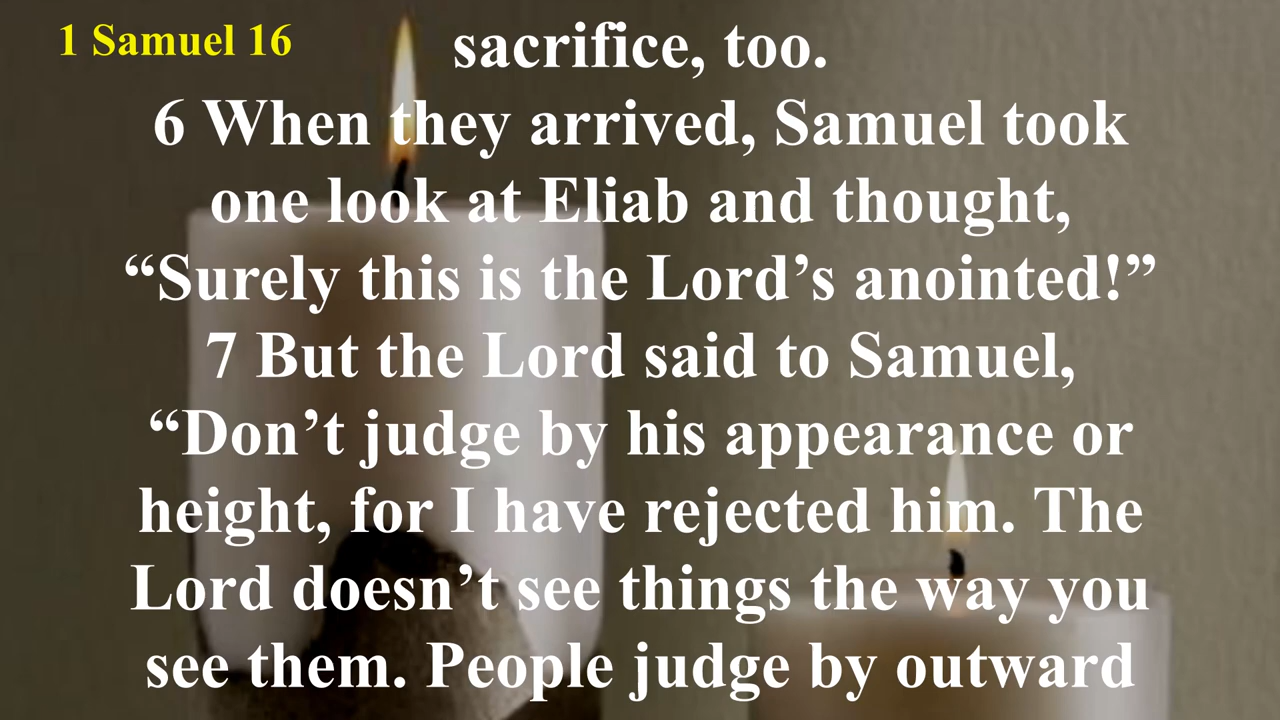 1 Samuel 16
sacrifice, too.
6 When they arrived, Samuel took
one look at Eliab and thought,
“Surely this is the Lord’s anointed!”
7 But the Lord said to Samuel,
“Don’t judge by his appearance or
height, for I have rejected him. The
Lord doesn’t see things the way you
see them. People judge by outward